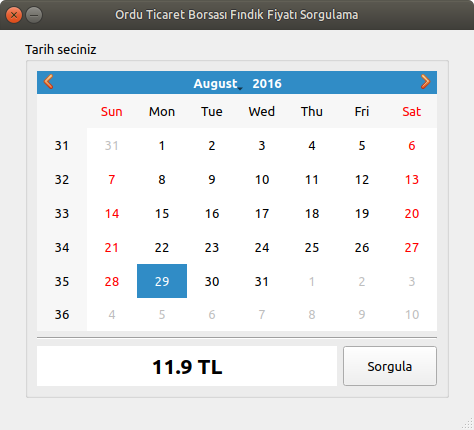 Ordu Ticaret Borsası Fındık Fiyatı Sorgulama
Tarih seciniz
August 2016
Sun Mon Tue Wed Thu Fri Sat
31 31 1 2 3 4 5 6
32 7 8 9 10 11 12 13
33 14 15 16 17 18 19 20
34 21 22 23 24 25 26 27
35 28 29 30 31 1 2 3
36 4 5 6 7 8 9 10
11.9 TL Sorgula